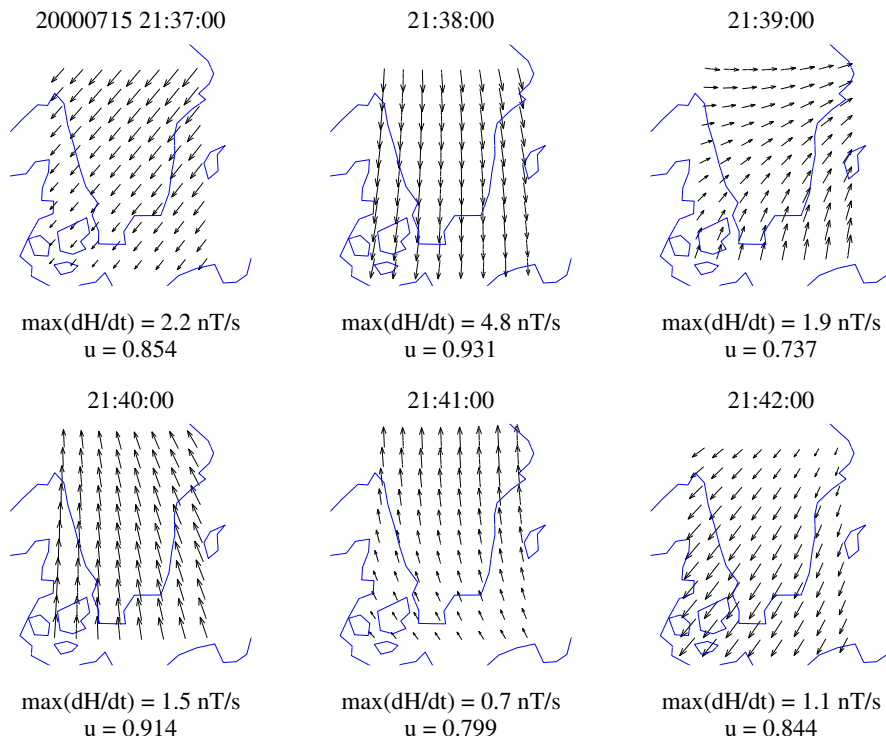 20000715 21:37:00
21:38:00
21:39:00
max(dH/dt) = 2.2 nT/s
u = 0.854
max(dH/dt) = 4.8 nT/s
u = 0.931
max(dH/dt) = 1.9 nT/s
u = 0.737
21:40:00
21:41:00
21:42:00
max(dH/dt) = 1.5 nT/s
u = 0.914
max(dH/dt) = 0.7 nT/s
u = 0.799
max(dH/dt) = 1.1 nT/s
u = 0.844